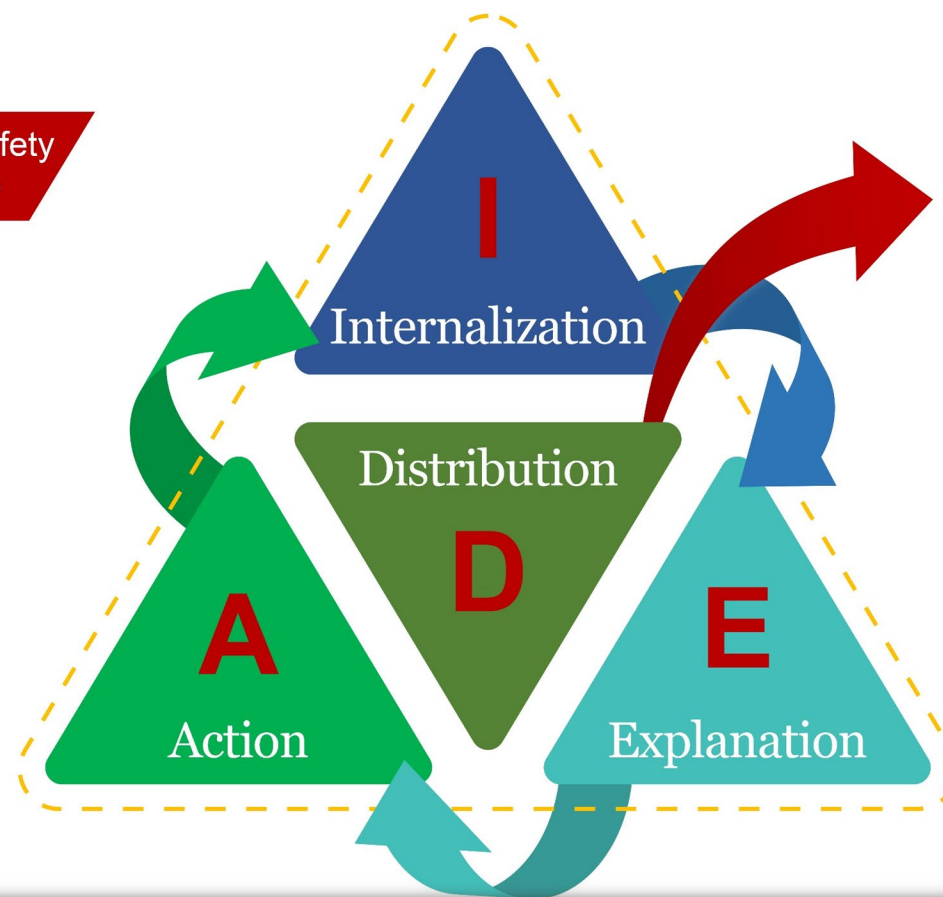 fety
I
Internalization
Distribution
D
A
Action
E
Explanation